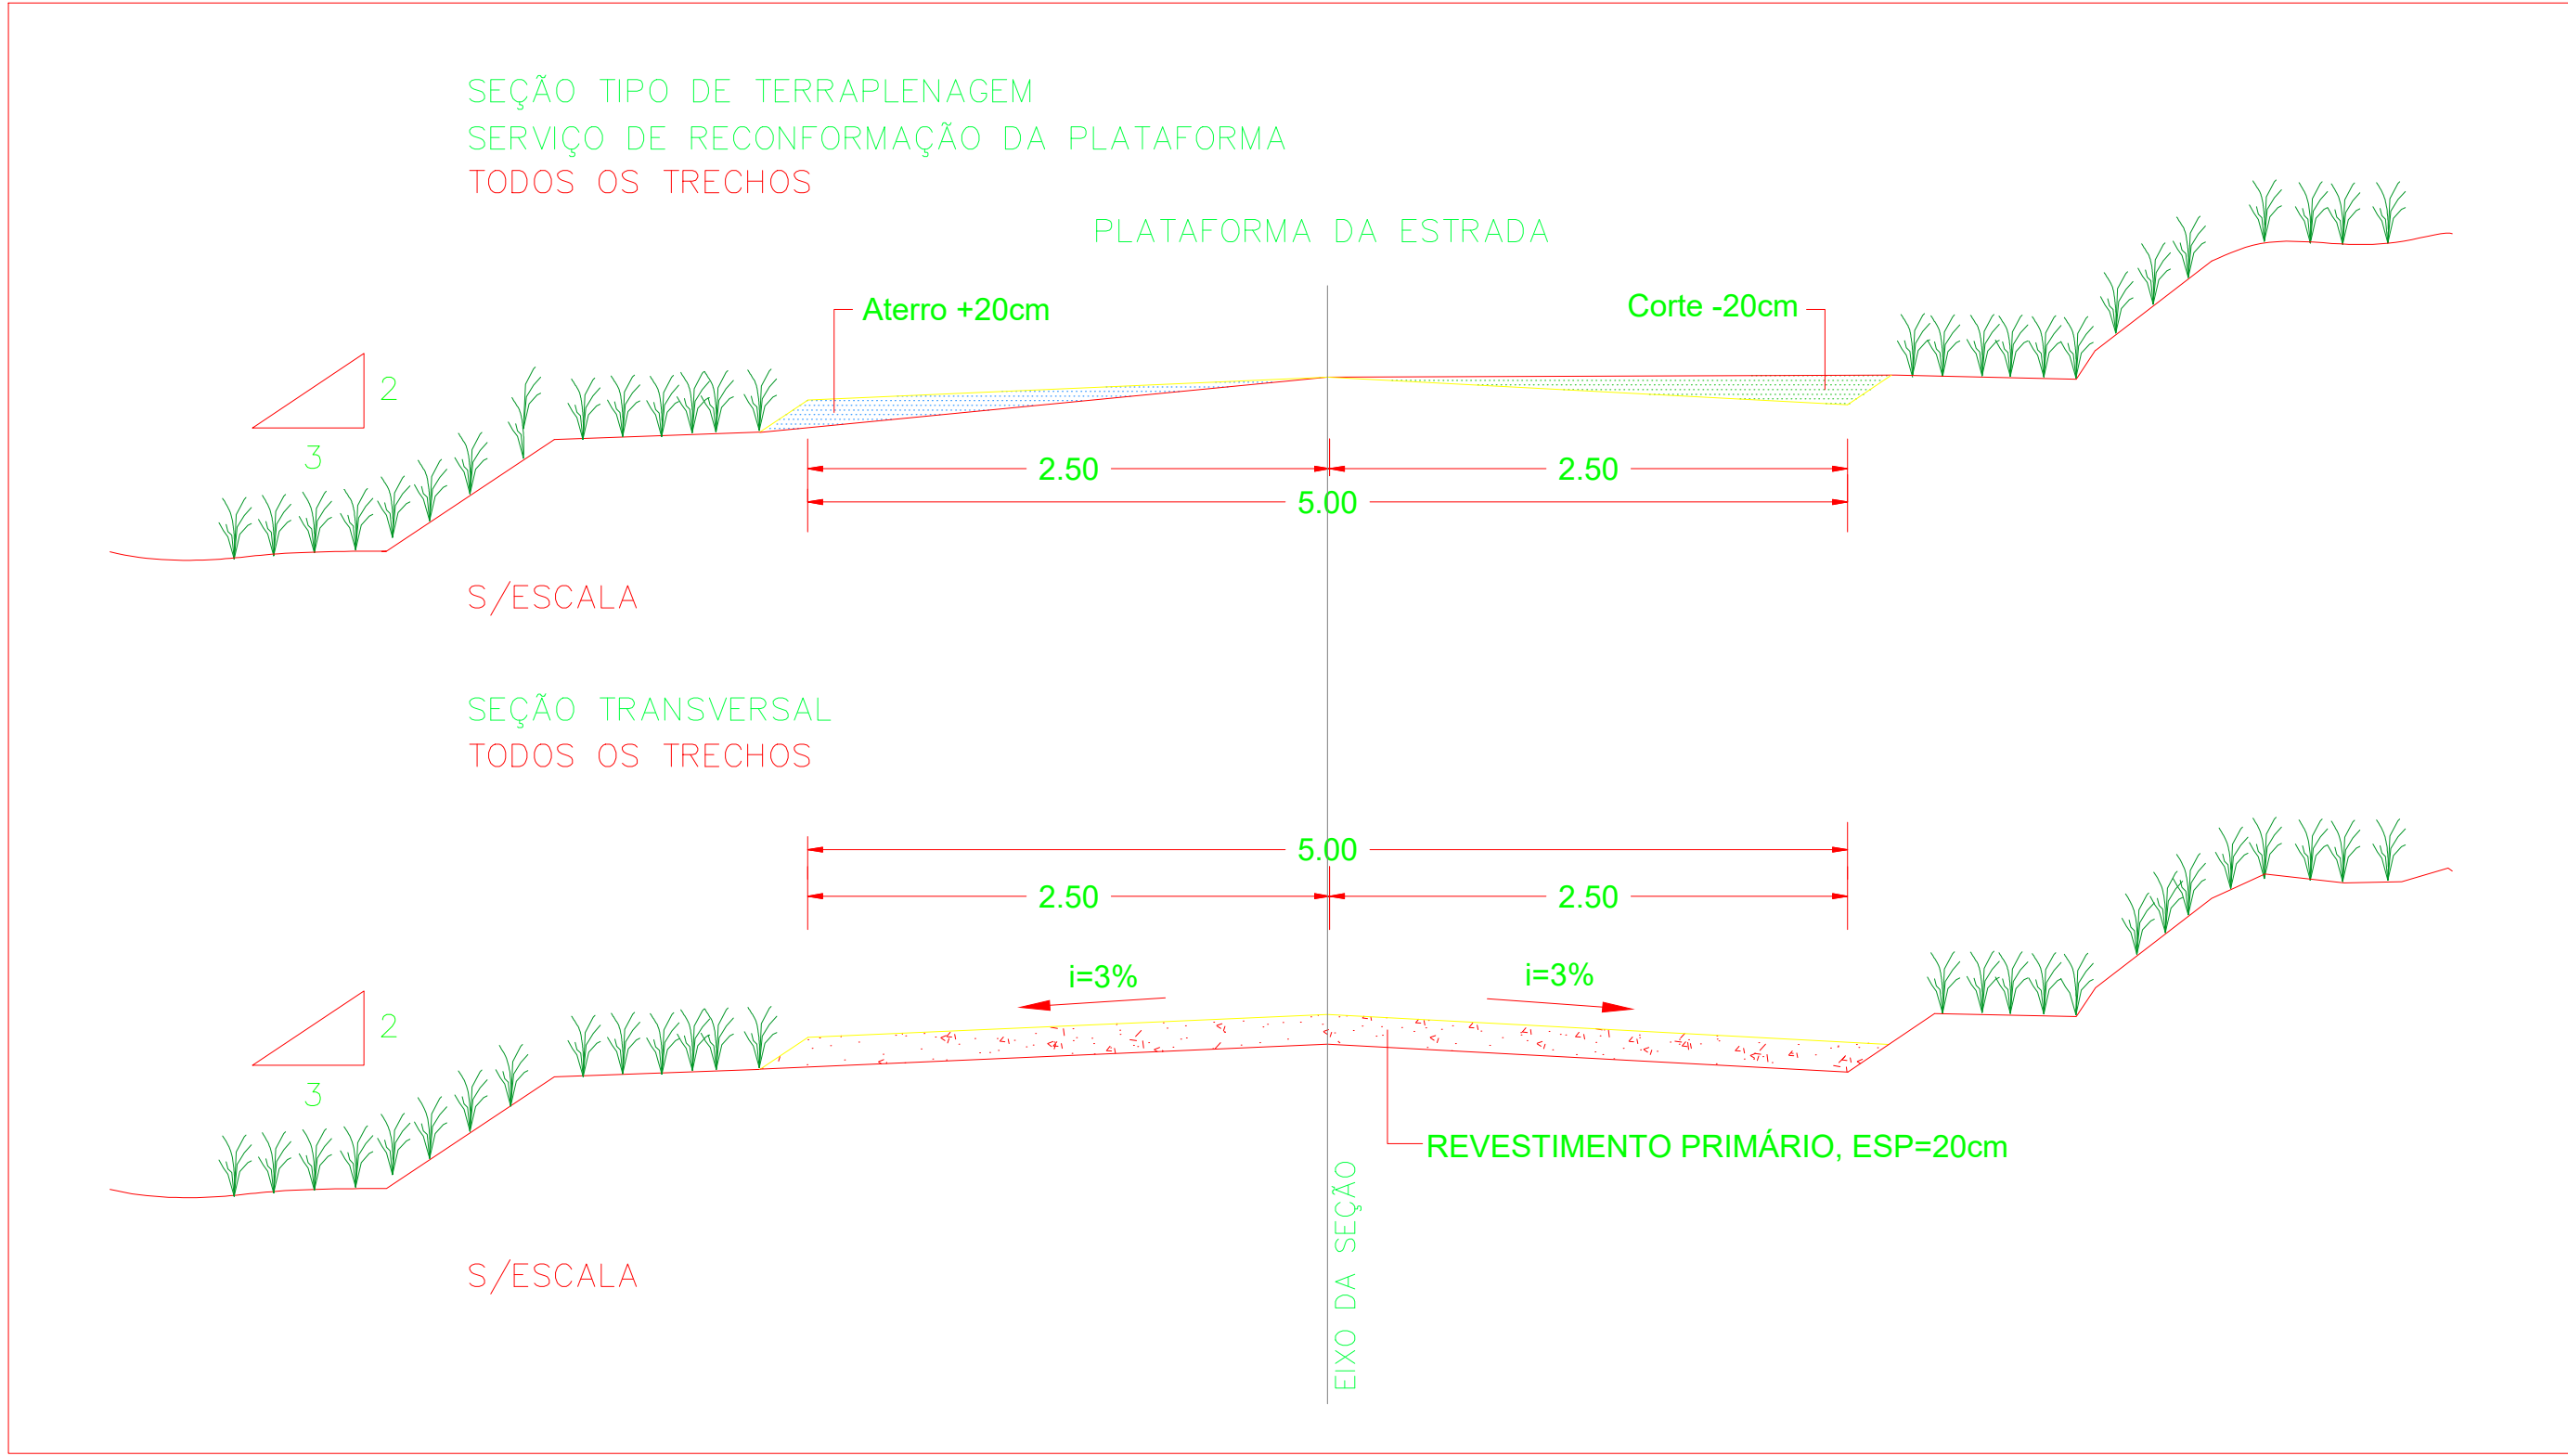 SEÇÃO TIPO DE TERRAPLENAGEM
SERVIÇO DE RECONFORMAÇÃO DA PLATAFORMA
TODOS OS TRECHOS
PLATAFORMA DA ESTRADA
Aterro +20cm
Corte -20cm
2
3
2.50
2.50
5.00
S/ESCALA
SEÇÃO TRANSVERSAL
TODOS OS TRECHOS
5.00
2.50
2.50
i=3%
i=3%
2
3
REVESTIMENTO PRIMÁRIO, ESP=20cm
EIXO DA SEÇÃO
S/ESCALA